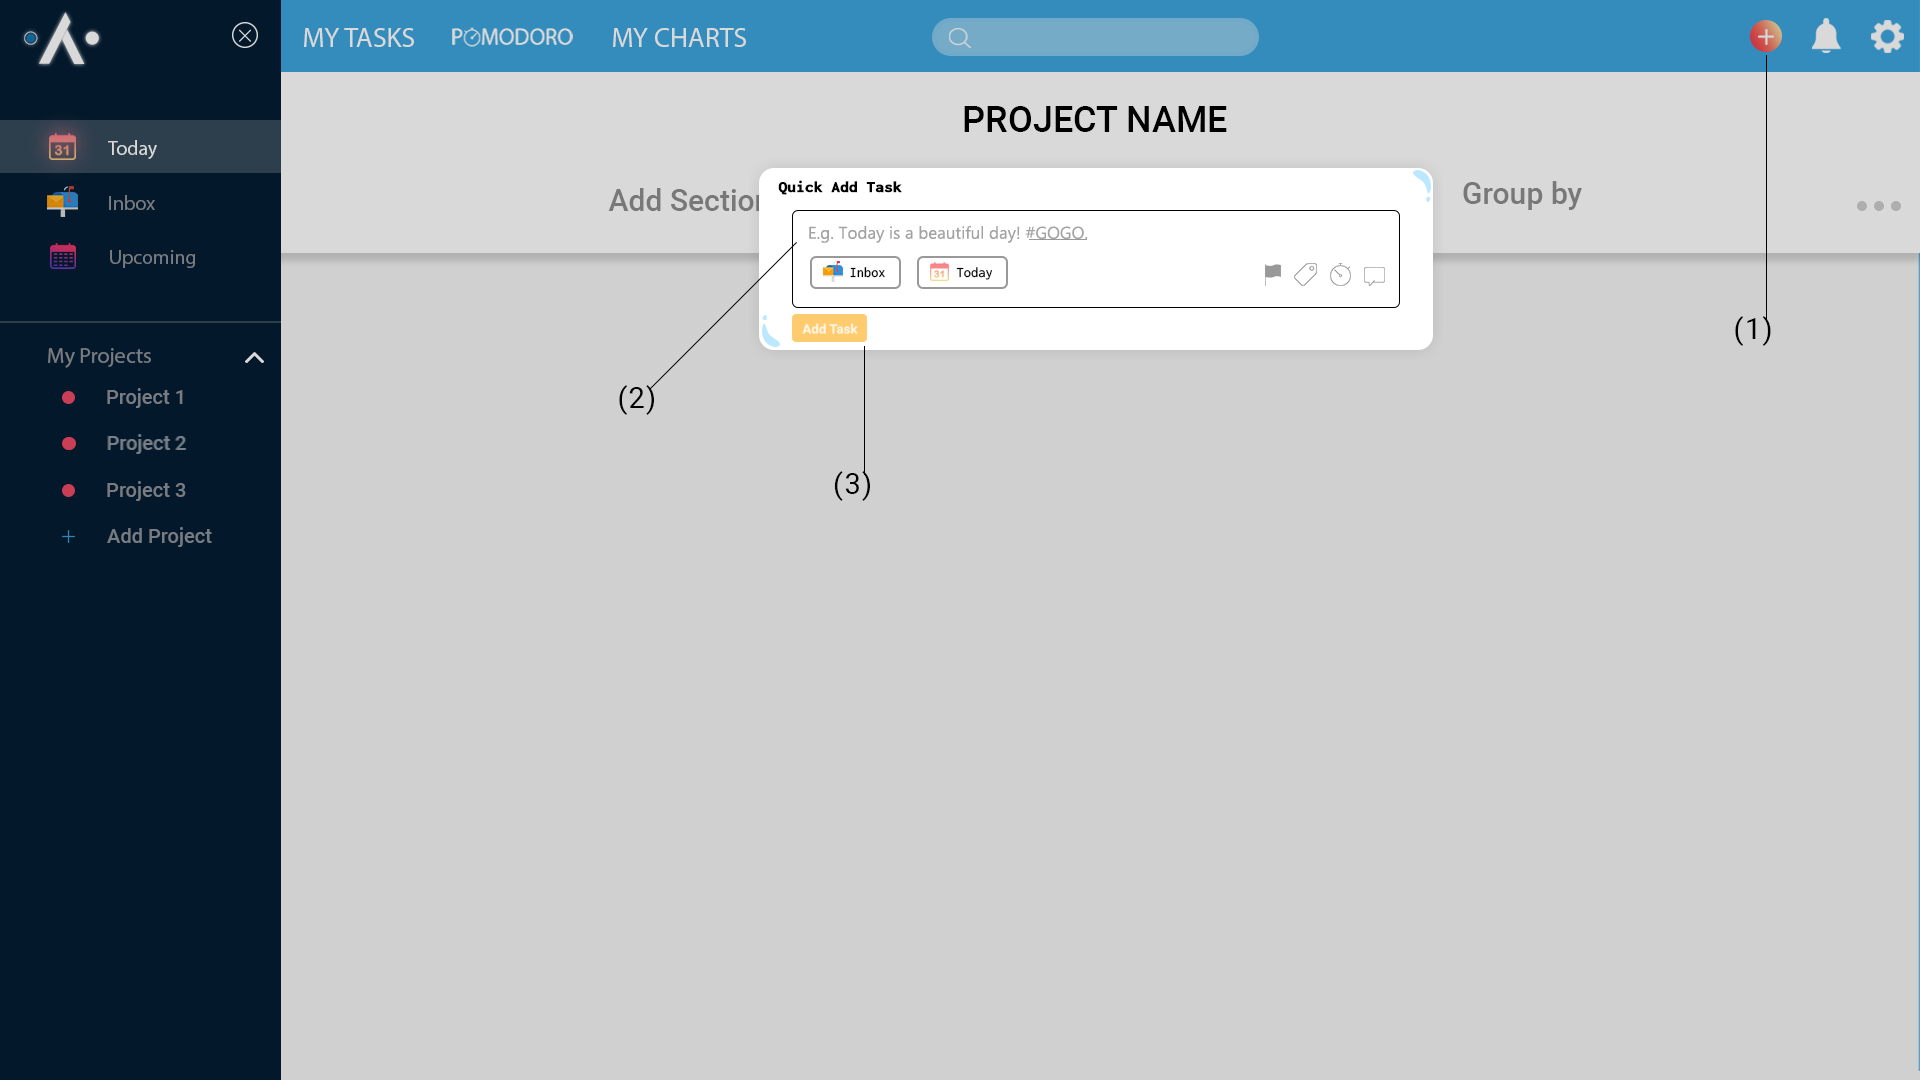 MY TASKS
POMODORO
MY CHARTS
PROJECT NAME
31
Today
Inbox
Upcoming
Add Section
Group by
Quick Add Task
E.g. Today is a beautiful day! #GOGO.
Inbox
31
Today
Add Task
(1)
(2)
(3)
My Projects
Project 1
Project 2
Project 3
Add Project